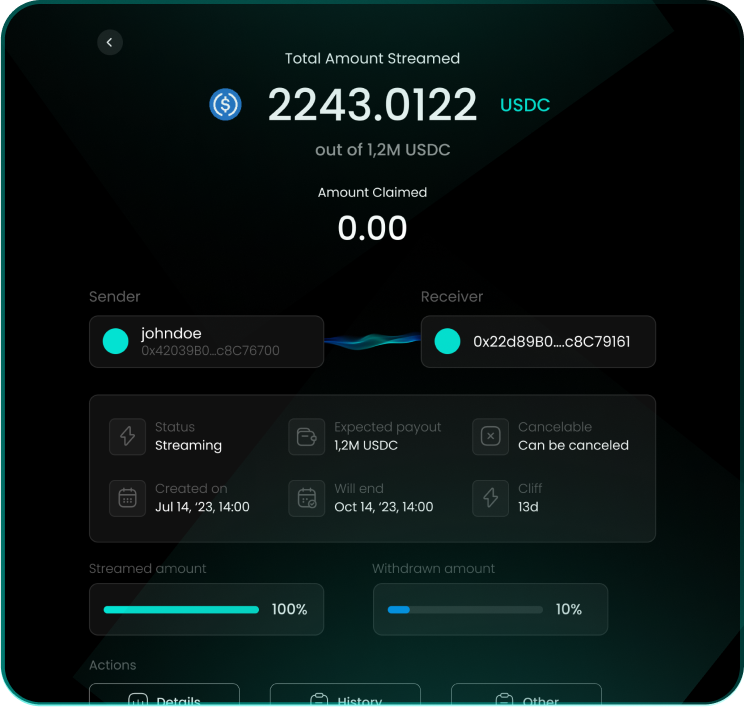 Total Amount Streamed
2243.0122 USDC
out of 1,2M USDC
Amount Claimed
0.00
Sender
Receiver
johndoe
0x42039B0...c8C76700
0x22d89B0....c8C79161
Status
Streaming
Expected payout
1,2M USDC
Cancelable
Can be canceled
Created on
Jul 14, ‘23, 14:00
Will end
Oct 14, ‘23, 14:00
Cliff
13d
Streamed amount
100%
Withdrawn amount
10%
Actions
Details
History
Other